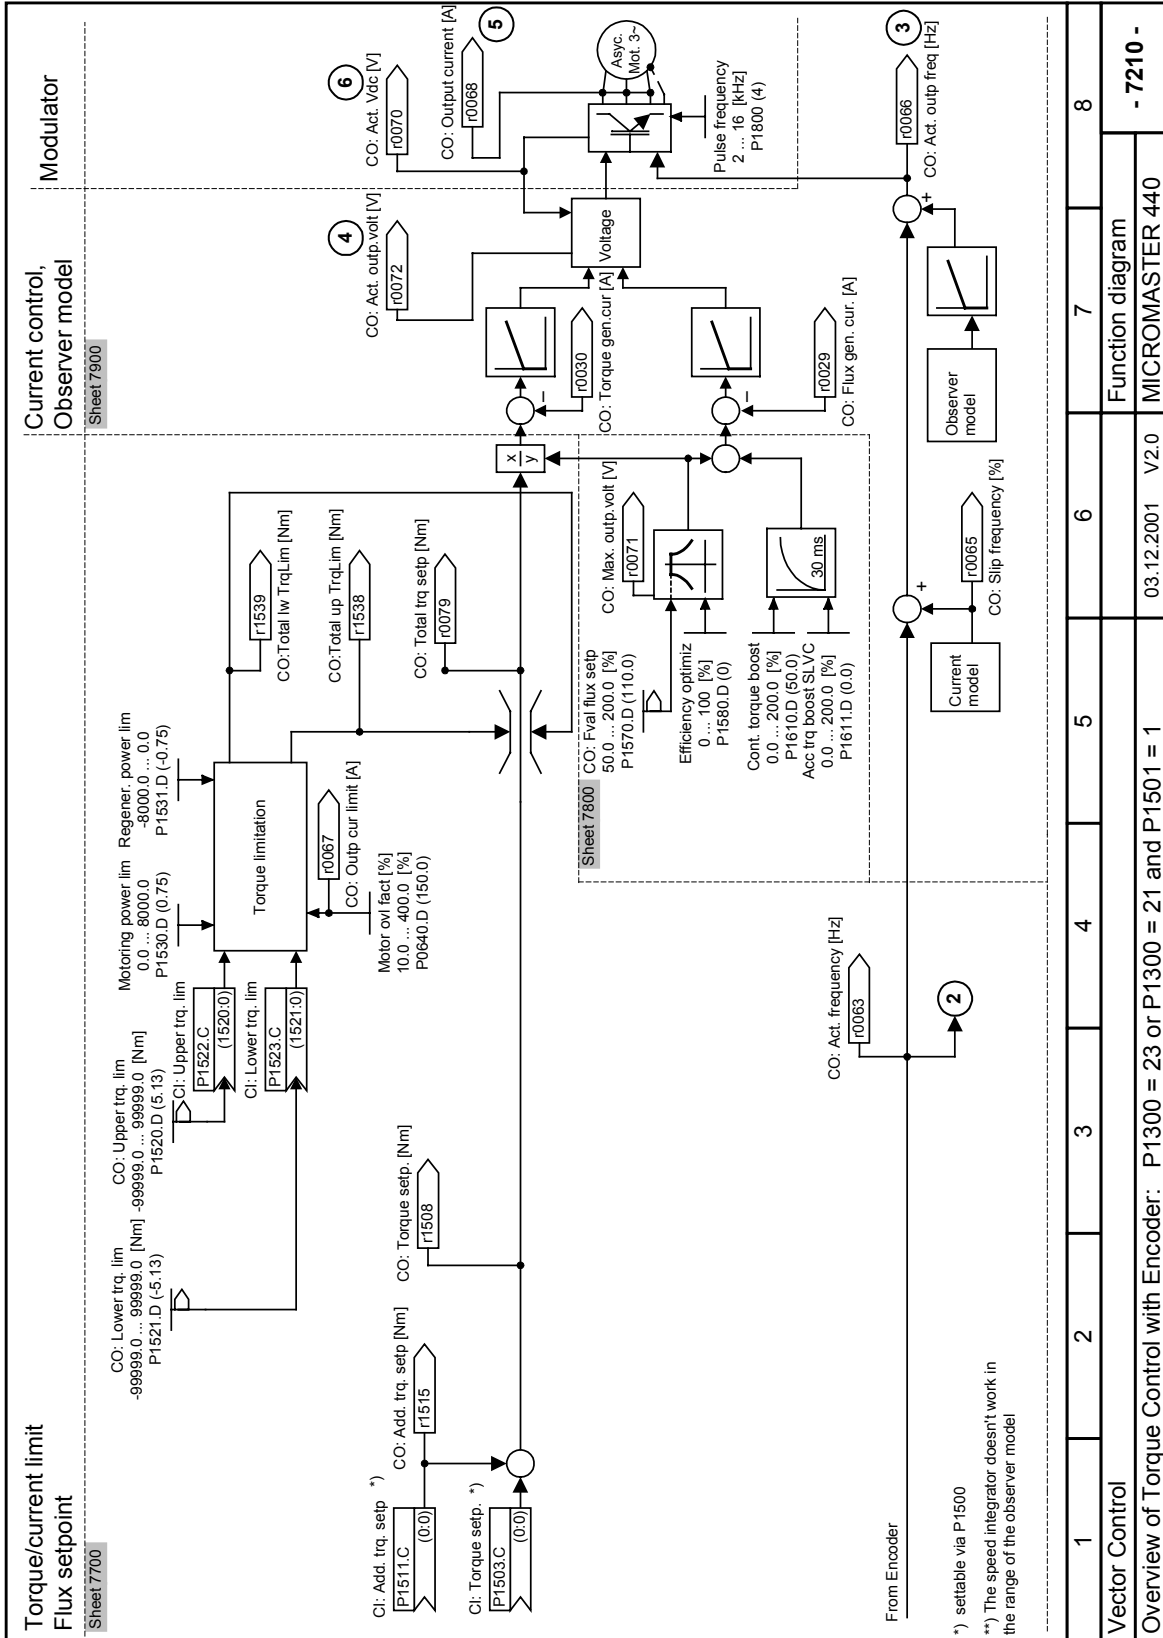 Torque/current limit
Flux setpoint
Sheet 7700
Current control,
Observer model
Sheet 7900
Modulator
CO: Lower trq. lim
-99999.0 ... 99999.0 [Nm]
P1521.D (-5.13)
CO: Upper trq. lim
-99999.0 ... 99999.0 [Nm]
P1520.D (5.13)
CI: Upper trq. lim
P1522.C
(1520:0)
CI: Lower trq. lim
P1523.C
(1521:0)
Motoring power lim
0.0 ... 8000.0
P1530.D (0.75)
Regener. power lim
-8000.0 ... 0.0
P1531.D (-0.75)
Torque limitation
r0067
CO: Outp cur limit [A]
Motor ovl fact [%]
10.0 ... 400.0 [%]
P0640.D (150.0)
r1539
CO:Total lw TrqLim [Nm]
r1538
CO:Total up TrqLim [Nm]
CO: Total trq setp [Nm]
r0079
CI: Add. trq. setp *)
P1511.C
(0:0)
CO: Add. trq. setp [Nm]
r1515
CI: Torque setp. *)
P1503.C
(0:0)
CO: Torque setp. [Nm]
r1508
x
y
r0030
CO: Torque gen.cur [A]
4
CO: Act. outp.volt [V]
r0072
6
CO: Act. Vdc [V]
r0070
5
CO: Output current [A]
r0068
Voltage
Asyc.
Mot. 3~
Pulse frequency
2 ... 16 [kHz]
P1800 (4)
Sheet 7800
CO: Fval flux setp
50.0 ... 200.0 [%]
P1570.D (110.0)
CO: Max. outp.volt [V]
r0071
Efficiency optimiz
0 ... 100 [%]
P1580.D (0)
Cont. torque boost
0.0 ... 200.0 [%]
P1610.D (50.0)
Acc trq boost SLVC
0.0 ... 200.0 [%]
P1611.D (0.0)
30 ms
–
–
r0029
CO: Flux gen. cur. [A]
From Encoder
CO: Act. frequency [Hz]
r0063
2
Current
model
r0065
CO: Slip frequency [%]
+
Observer
model
+
3
r0066
CO: Act. outp freq [Hz]
*) settable via P1500
**) The speed integrator doesn't work in
the range of the observer model
1
2
3
4
5
6
7
8
Vector Control
Function diagram
- 7210 -
Overview of Torque Control with Encoder: P1300 = 23 or P1300 = 21 and P1501 = 1
03.12.2001
V2.0
MICROMASTER 440